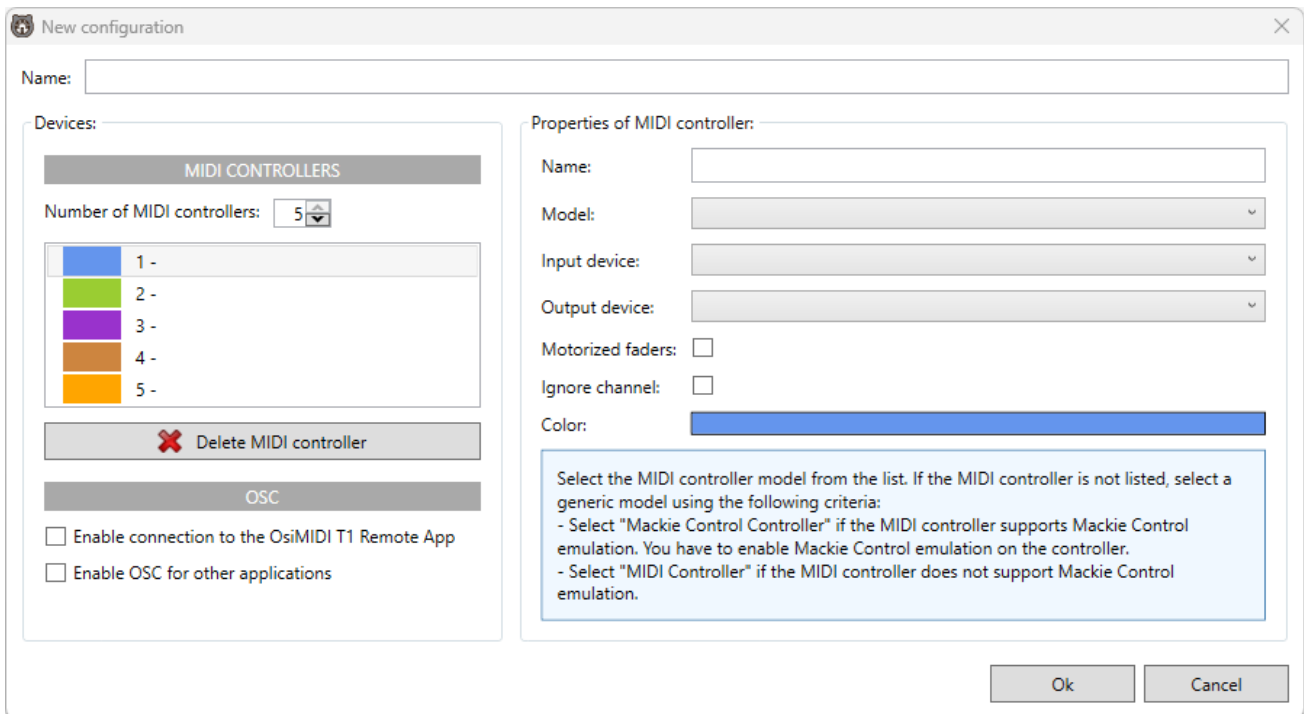 New configuration
Name:
Devices:
MIDI CONTROLLERS
Number of MIDI controllers: 5
1 -
2 -
3 -
4 -
5 -
Delete MIDI controller
OSC
Enable connection to the OsiMIDI T1 Remote App
Enable OSC for other applications
Properties of MIDI controller:
Name:
Model:
Input device:
Output device:
Motorized faders:
Ignore channel:
Color:
Select the MIDI controller model from the list. If the MIDI controller is not listed, select a
generic model using the following criteria:
- Select "Mackie Control Controller" if the MIDI controller supports Mackie Control
emulation. You have to enable Mackie Control emulation on the controller.
- Select "MIDI Controller" if the MIDI controller does not support Mackie Control
emulation.
Ok
Cancel